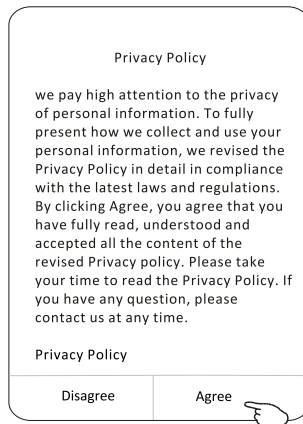 Privacy Policy
we pay high attention to the privacy
of personal information. To fully
present how we collect and use your
personal information, we revised the
Privacy Policy in detail in compliance
with the latest laws and regulations.
By clicking Agree, you agree that you
have fully read, understood and
accepted all the content of the
revised Privacy policy. Please take
your time to read the Privacy Policy. If
you have any question, please
contact us at any time.
Privacy Policy
Disagree Agree